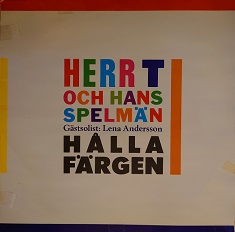 HERR T
OCH HANS
SPELMÄN
Gästsolist: Lena Andersson
HÅLLA
FÄRGEN